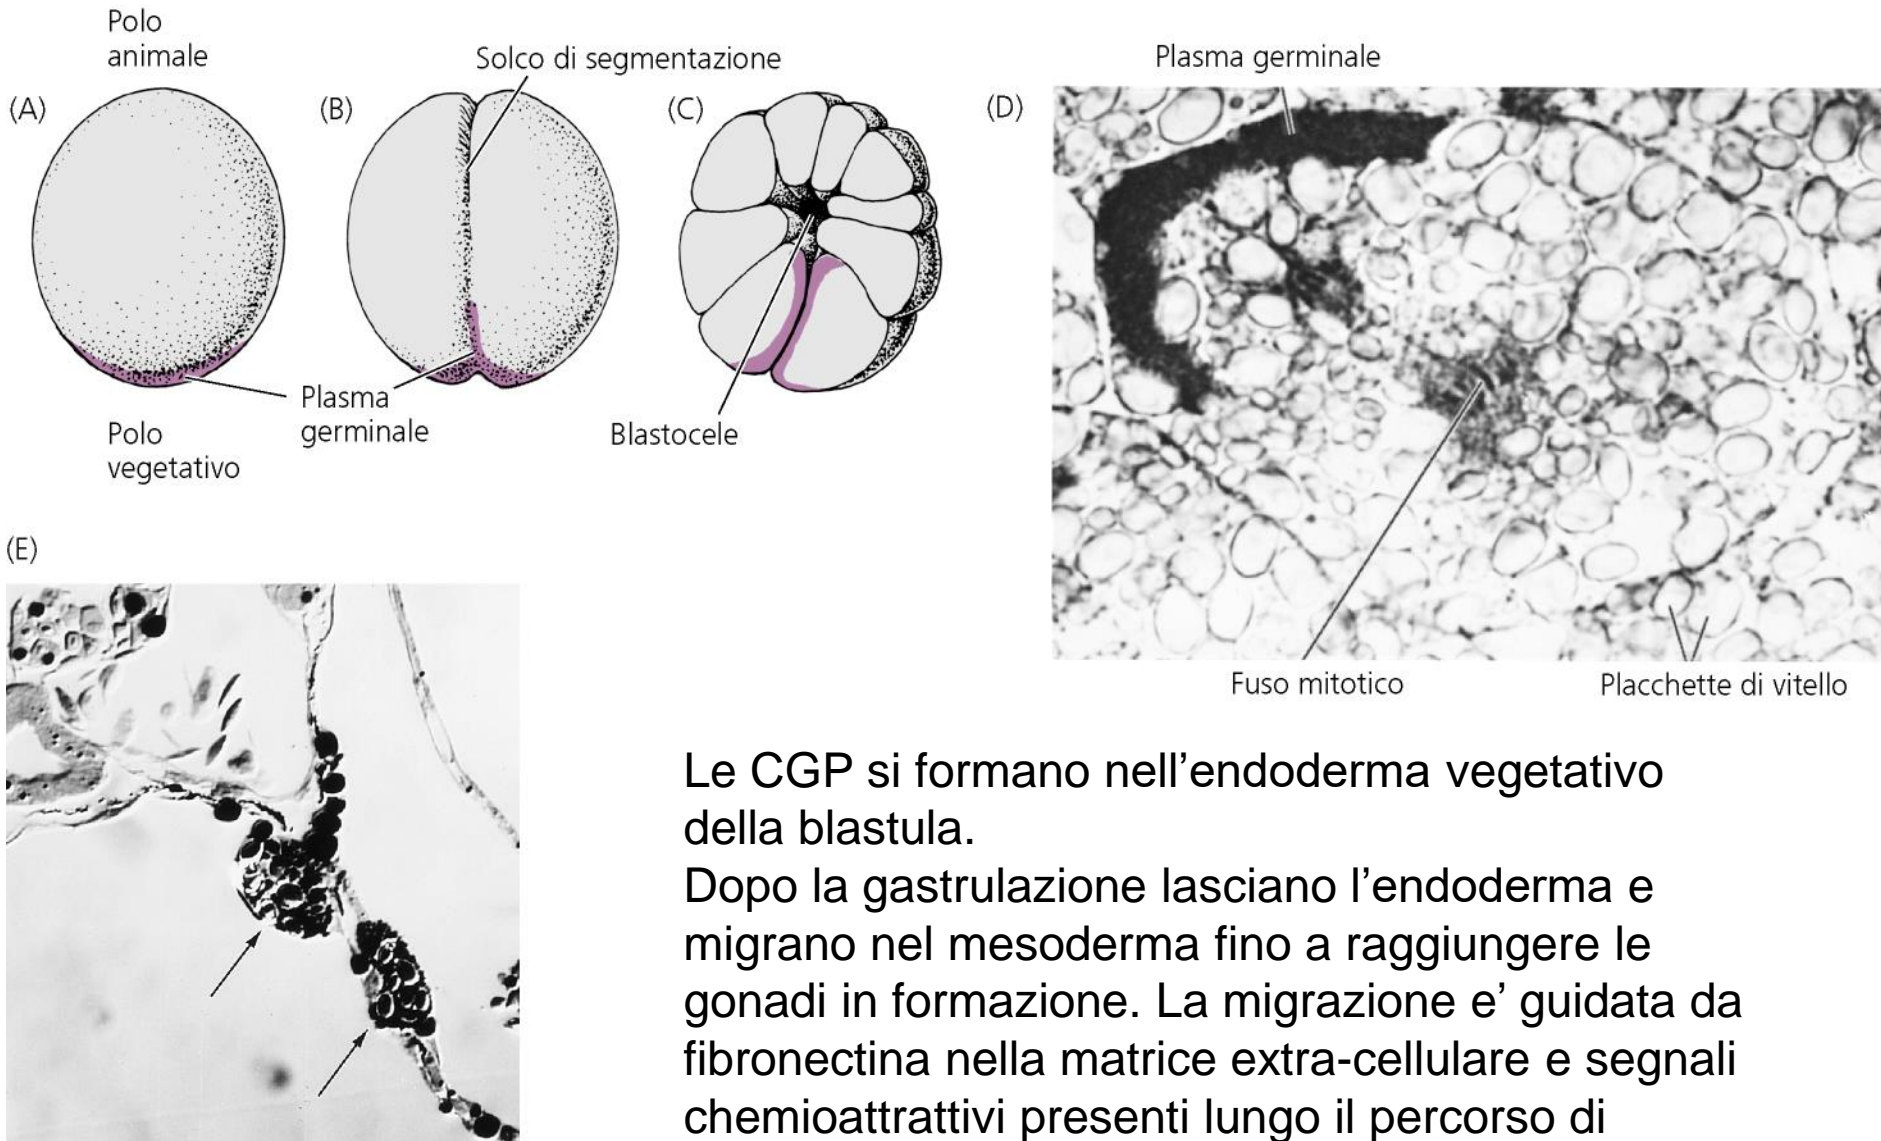 Polo
animale
Solco di segmentazione
Plasma germinale
(A)
(B)
(C)
(D)
Plasma
germinale
Polo
vegetativo
Blastocele
(E)
Fuso mitotico
Placchette di vitello
Le CGP si formano nell’endoderma vegetativo
della blastula.
Dopo la gastrulazione lasciano l’endoderma e
migrano nel mesoderma fino a raggiungere le
gonadi in formazione. La migrazione e’ guidata da
fibronectina nella matrice extra-cellulare e segnali
chemioattrattivi presenti lungo il percorso di